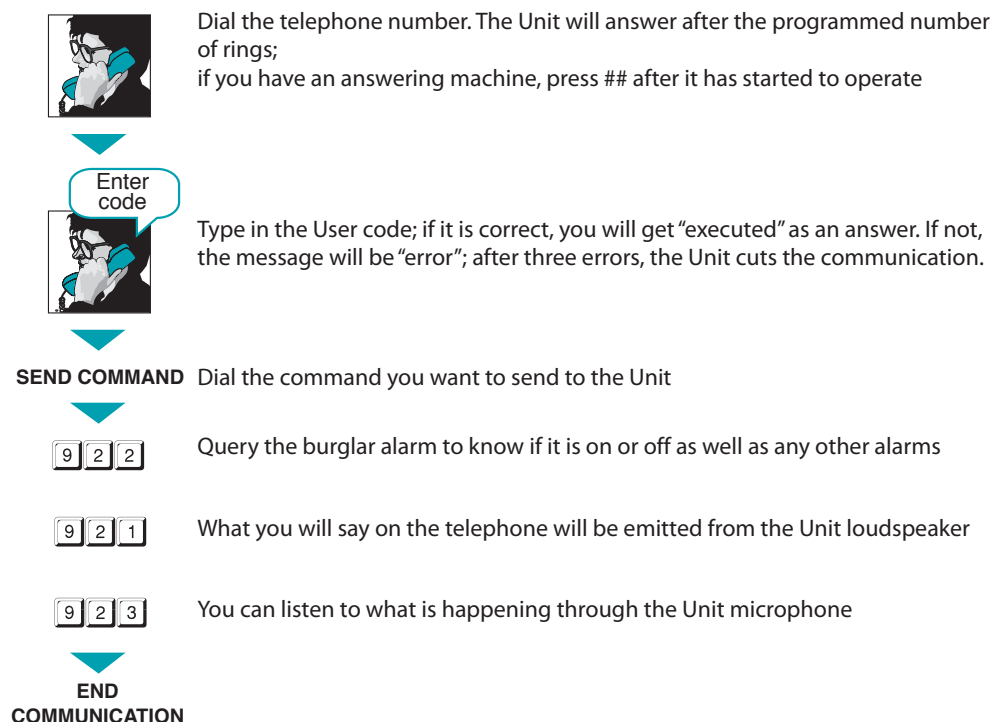 Dial the telephone number. The Unit will answer after the programmed number
of rings;
if you have an answering machine, press ## after it has started to operate
Enter
code
Type in the User code; if it is correct, you will get “executed” as an answer. If not,
the message will be “error”; after three errors, the Unit cuts the communication.
SEND COMMAND Dial the command you want to send to the Unit
9 2 2 Query the burglar alarm to know if it is on or off as well as any other alarms
9 2 1 What you will say on the telephone will be emitted from the Unit loudspeaker
9 2 3 You can listen to what is happening through the Unit microphone
END
COMMUNICATION